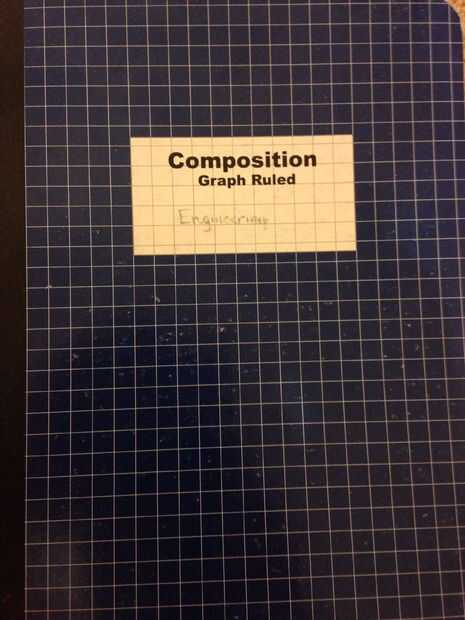 Composition
Graph Ruled
Engineering